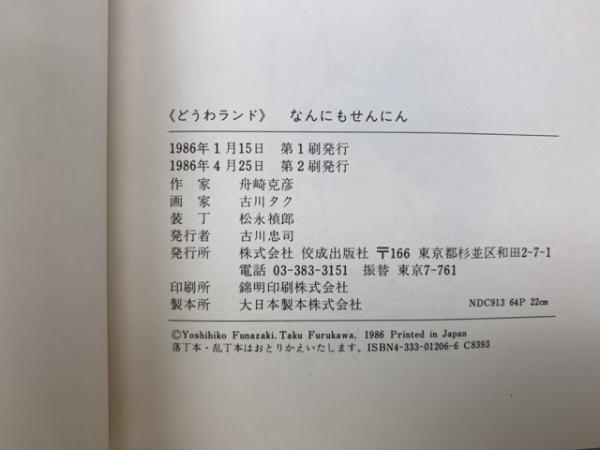 《どうわランド》 なんにもせんにん
1986年1月15日 第1刷発行
1986年4月25日 第2刷発行
作家 舟崎克彦
画家 古川タク
装丁 松永禎郎
発行者 古川忠司
発行所 株式会社 佼成出版社 〒166 東京都杉並区和田2-7-1
電話 03-383-3151 振替 東京7-761
印刷所 錦明印刷株式会社
製本所 大日本製本株式会社 NDC913 64P 22cm
©Yoshihiko Funazaki. Taku Furukawa. 1986 Printed in Japan
落丁本・乱丁本はおとりかえいたします。ISBN4-333-01206-6 C8393